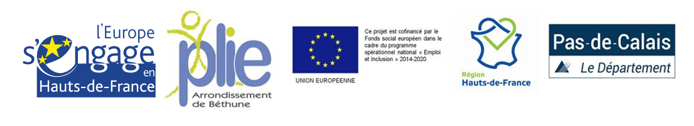 l'Europe
s'engage
en
Hauts-de-France
plie
Arrondissement
de Béthune
UNION EUROPEENNE
Ce projet est cofinancé par le
Fonds social européen dans le
cadre du programme
opérationnel national « Emploi
et Inclusion » 2014-2020
Région
Hauts-de-France
Pas-de-Calais
Le Département